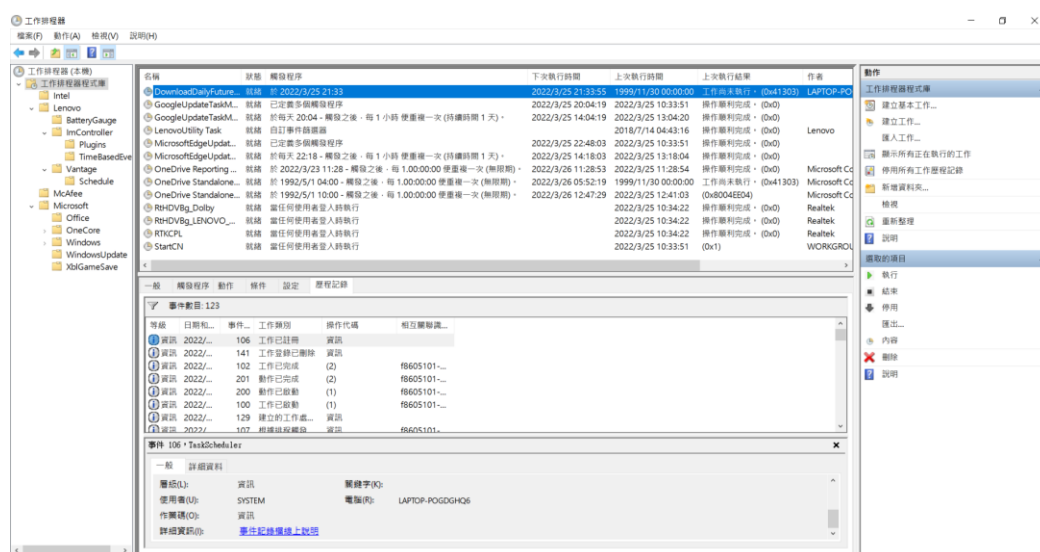 工作排程器
檔案(F) 動作(A) 檢視(V) 說明(H)
工作排程器 (本機)
工作排程器程式庫
Intel
Lenovo
BatteryGauge
ImController
Plugins
TimeBasedEve
Vantage
Schedule
McAfee
Microsoft
Office
OneCore
Windows
WindowsUpdate
XblGameSave
名稱 狀態 觸發程序 下次執行時間 上次執行時間 上次執行結果 作者
DownloadDailyFuture... 就緒 於 2022/3/25 21:33 2022/3/25 21:33:55 1999/11/30 00:00:00 工作尚未執行。 (0x41303) LAPTOP-PO
GoogleUpdateTaskM... 就緒 已定義多個觸發程序 2022/3/25 20:04:19 2022/3/25 10:33:51 操作順利完成。 (0x0)
GoogleUpdateTaskM... 就緒 於每天 20:04 - 觸發之後，每 1 小時 便重複一次 (持續時間 1 天)。 2022/3/25 14:04:19 2022/3/25 13:04:20 操作順利完成。 (0x0)
LenovoUtility Task 就緒 自訂事件篩選器 2018/7/14 04:43:16 操作順利完成。 (0x0) Lenovo
MicrosoftEdgeUpdat... 就緒 已定義多個觸發程序 2022/3/25 22:48:03 2022/3/25 10:33:51 操作順利完成。 (0x0)
MicrosoftEdgeUpdat... 就緒 於每天 22:18 - 觸發之後，每 1 小時 便重複一次 (持續時間 1 天)。 2022/3/25 14:18:03 2022/3/25 13:18:04 操作順利完成。 (0x0)
OneDrive Reporting ... 就緒 於 2022/3/23 11:28 - 觸發之後，每 1.00:00:00 便重複一次 (無限期)。 2022/3/26 11:28:53 2022/3/25 11:28:54 操作順利完成。 (0x0) Microsoft Co
OneDrive Standalone... 就緒 於 1992/5/1 04:00 - 觸發之後，每 1.00:00:00 便重複一次 (無限期)。 2022/3/26 05:52:19 1999/11/30 00:00:00 工作尚未執行。 (0x41303) Microsoft Co
OneDrive Standalone... 就緒 於 1992/5/1 10:00 - 觸發之後，每 1.00:00:00 便重複一次 (無限期)。 2022/3/26 12:47:29 2022/3/25 12:41:03 (0x8004EE04) Microsoft Co
RtHDVBg_Dolby 就緒 當任何使用者登入時執行 2022/3/25 10:34:22 操作順利完成。 (0x0) Realtek
RtHDVBg_LENOVO_... 就緒 當任何使用者登入時執行 2022/3/25 10:34:22 操作順利完成。 (0x0) Realtek
RTKCPL 就緒 當任何使用者登入時執行 2022/3/25 10:34:22 操作順利完成。 (0x0) Realtek
StartCN 就緒 當任何使用者登入時執行 2022/3/25 10:33:51 (0x1) WORKGROU
一般 觸發程序 動作 條件 設定 歷程記錄
事件數目: 123
等級 日期和... 事件... 工作類別 操作代碼 相互關聯識...
資訊 2022/... 106 工作已註冊 資訊
資訊 2022/... 141 工作登錄已刪除 資訊
資訊 2022/... 102 工作已完成 (2) f8605101-...
資訊 2022/... 201 動作已完成 (2) f8605101-...
資訊 2022/... 200 動作已啟動 (1) f8605101-...
資訊 2022/... 100 工作已啟動 (1) f8605101-...
資訊 2022/... 129 建立的工作處... 資訊
資訊 2022/ 107 根據排程觸發 資訊 f8605101-
事件 106，TaskScheduler
一般 詳細資料
層級(L): 資訊 關鍵字(K):
使用者(U): SYSTEM 電腦(R): LAPTOP-POGDGHQ6
作業碼(O): 資訊
詳細資訊(I): 事件記錄檔線上說明
動作
工作排程器程式庫
建立基本工作...
建立工作...
匯入工作...
顯示所有正在執行的工作
停用所有工作歷程記錄
新增資料夾...
檢視
重新整理
說明
選取的項目
執行
結束
停用
匯出...
內容
刪除
說明